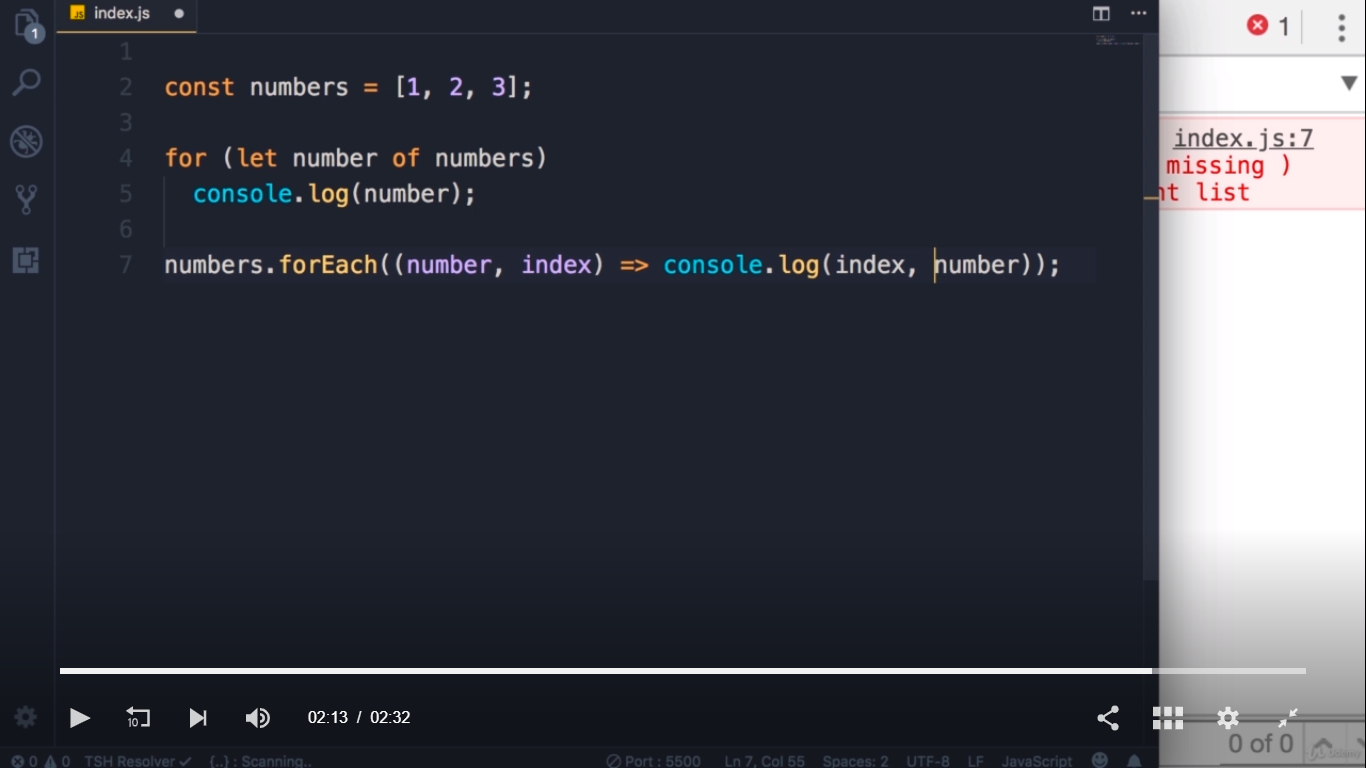 1
JS index.js
1
1
2 const numbers = [1, 2, 3];
3
4 for (let number of numbers)
5 console.log(number);
6
7 numbers.forEach((number, index) => console.log(index, number));
index.js:7
missing )
nt list
10
02:13 / 02:32
0 of 0
Udemy
0 0 TSH Resolver {..} : Scanning.. Port : 5500 Ln 7, Col 55 Spaces: 2 UTF-8 LF JavaScript